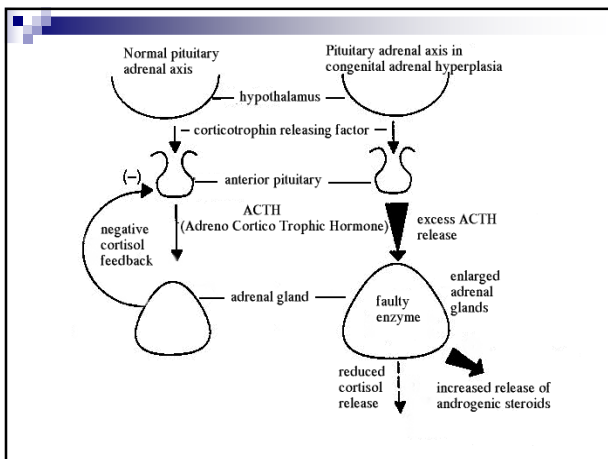 Normal pituitary
adrenal axis
Pituitary adrenal axis in
congenital adrenal hyperplasia
hypothalamus
corticotrophin releasing factor
(–)
anterior pituitary
ACTH
(Adreno Cortico Trophic Hormone)
excess ACTH
release
negative
cortisol
feedback
adrenal gland
faulty
enzyme
enlarged
adrenal
glands
reduced
cortisol
release
increased release of
androgenic steroids